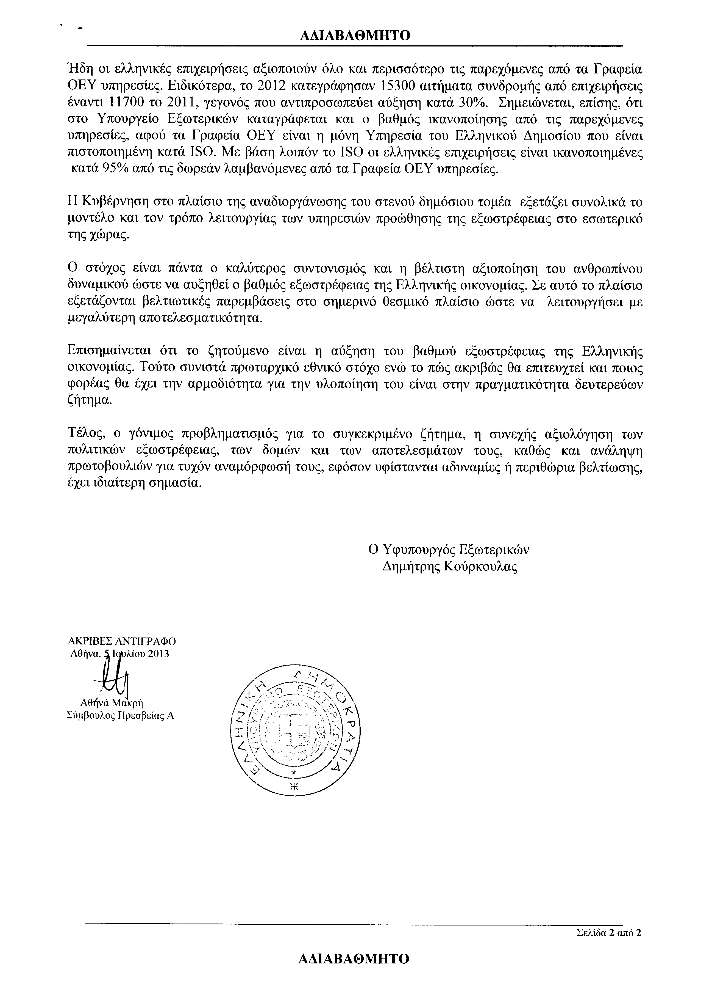 ΑΔΙΑΒΑΘΜΗΤΟ
Ήδη οι ελληνικές επιχειρήσεις αξιοποιούν όλο και περισσότερο τις παρεχόμενες από τα Γραφεία
ΟΕΥ υπηρεσίες. Ειδικότερα, το 2012 κατεγράφησαν 15300 αιτήματα συνδρομής από επιχειρήσεις
έναντι 11700 το 2011, γεγονός που αντιπροσωπεύει αύξηση κατά 30%. Σημειώνεται, επίσης, ότι
στο Υπουργείο Εξωτερικών καταγράφεται και ο βαθμός ικανοποίησης από τις παρεχόμενες
υπηρεσίες, αφού τα Γραφεία ΟΕΥ είναι η μόνη Υπηρεσία του Ελληνικού Δημοσίου που είναι
πιστοποιημένη κατά ISO. Με βάση λοιπόν το ISO οι ελληνικές επιχειρήσεις είναι ικανοποιημένες
κατά 95% από τις δωρεάν λαμβανόμενες από τα Γραφεία ΟΕΥ υπηρεσίες.
Η Κυβέρνηση στο πλαίσιο της αναδιοργάνωσης του στενού δημόσιου τομέα εξετάζει συνολικά το
μοντέλο και τον τρόπο λειτουργίας των υπηρεσιών προώθησης της εξωστρέφειας στο εσωτερικό
της χώρας.
Ο στόχος είναι πάντα ο καλύτερος συντονισμός και η βέλτιστη αξιοποίηση του ανθρωπίνου
δυναμικού ώστε να αυξηθεί ο βαθμός εξωστρέφειας της Ελληνικής οικονομίας. Σε αυτό το πλαίσιο
εξετάζονται βελτιωτικές παρεμβάσεις στο σημερινό θεσμικό πλαίσιο ώστε να λειτουργήσει με
μεγαλύτερη αποτελεσματικότητα.
Επισημαίνεται ότι το ζητούμενο είναι η αύξηση του βαθμού εξωστρέφειας της Ελληνικής
οικονομίας. Τούτο συνιστά πρωταρχικό εθνικό στόχο ενώ το πώς ακριβώς θα επιτευχτεί και ποιος
φορέας θα έχει την αρμοδιότητα για την υλοποίηση του είναι στην πραγματικότητα δευτερεύων
ζήτημα.
Τέλος, ο γόνιμος προβληματισμός για το συγκεκριμένο ζήτημα, η συνεχής αξιολόγηση των
πολιτικών εξωστρέφειας, των δομών και των αποτελεσμάτων τους, καθώς και ανάληψη
πρωτοβουλιών για τυχόν αναμόρφωσή τους, εφόσον υφίστανται αδυναμίες ή περιθώρια βελτίωσης,
έχει ιδιαίτερη σημασία.
Ο Υφυπουργός Εξωτερικών
Δημήτρης Κούρκουλας
ΑΚΡΙΒΕΣ ΑΝΤΙΓΡΑΦΟ
Αθήνα, 5 Ιουλίου 2013
Αθηνά Μακρή
Σύμβουλος Πρεσβείας Α΄
ΕΛΛΗΝΙΚΗ ΔΗΜΟΚΡΑΤΙΑ
ΥΠΟΥΡΓΕΙΟ ΕΞΩΤΕΡΙΚΩΝ
Σελίδα 2 από 2
ΑΔΙΑΒΑΘΜΗΤΟ